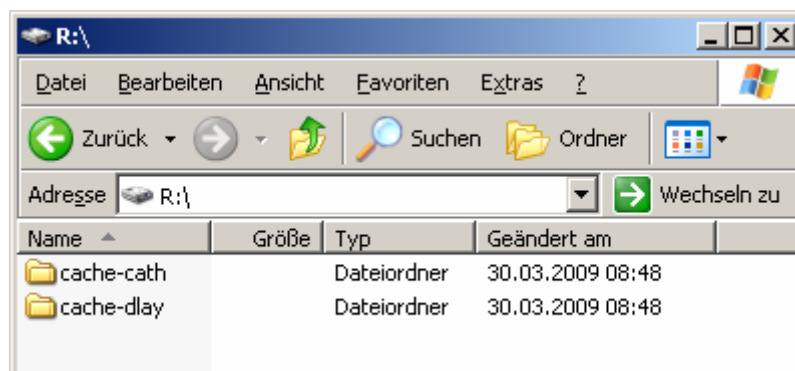 R:\
Datei Bearbeiten Ansicht Favoriten Extras ?
Zurück Suchen Ordner
Adresse R:\ Wechseln zu
Name Größe Typ Geändert am
cache-cath Dateiordner 30.03.2009 08:48
cache-dlay Dateiordner 30.03.2009 08:48